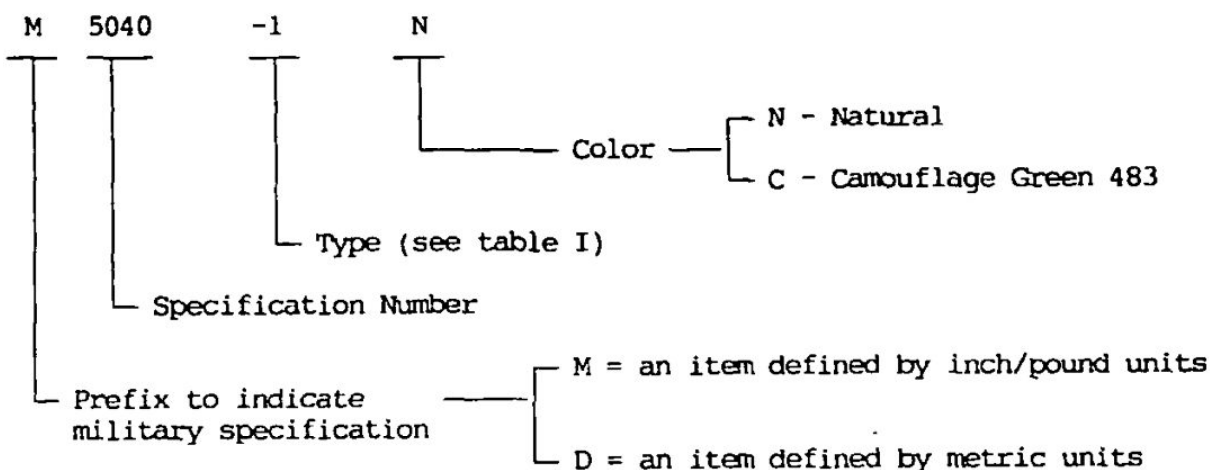 M 5040 -1 N
N - Natural
Color
C - Camouflage Green 483
Type (see table I)
Specification Number
M = an item defined by inch/pound units
Prefix to indicate
military specification
D = an item defined by metric units